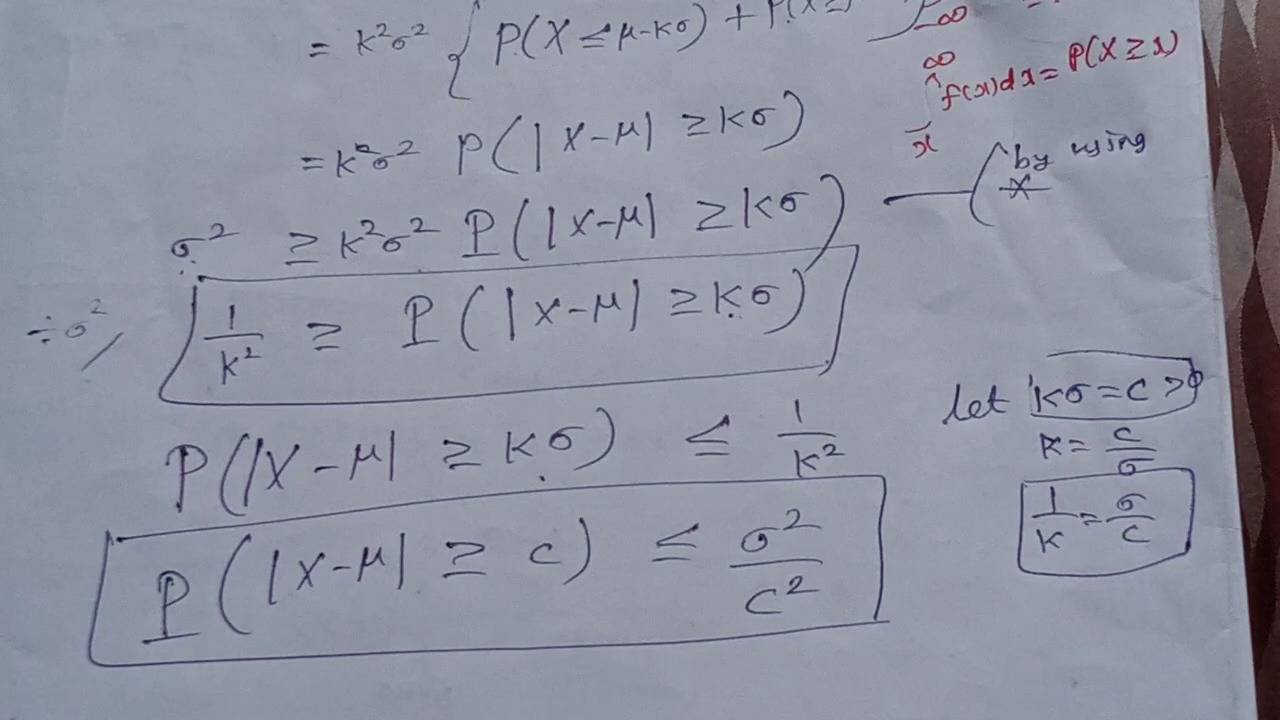 = k²σ² { P(X ≤ μ-kσ) + P(X ≥
-∞
∞
∫ f(x)dx = P(X ≥ x)
x
= k²σ² P(|X-μ| ≥ kσ)
by using
*
σ² ≥ k²σ² P(|X-μ| ≥ kσ)
÷ σ², 1/k² ≥ P(|X-μ| ≥ kσ)
let kσ = c > 0
P(|X-μ| ≥ kσ) ≤ 1/k²
k = c/σ
1/k = σ/c
P(|X-μ| ≥ c) ≤ σ²/c²